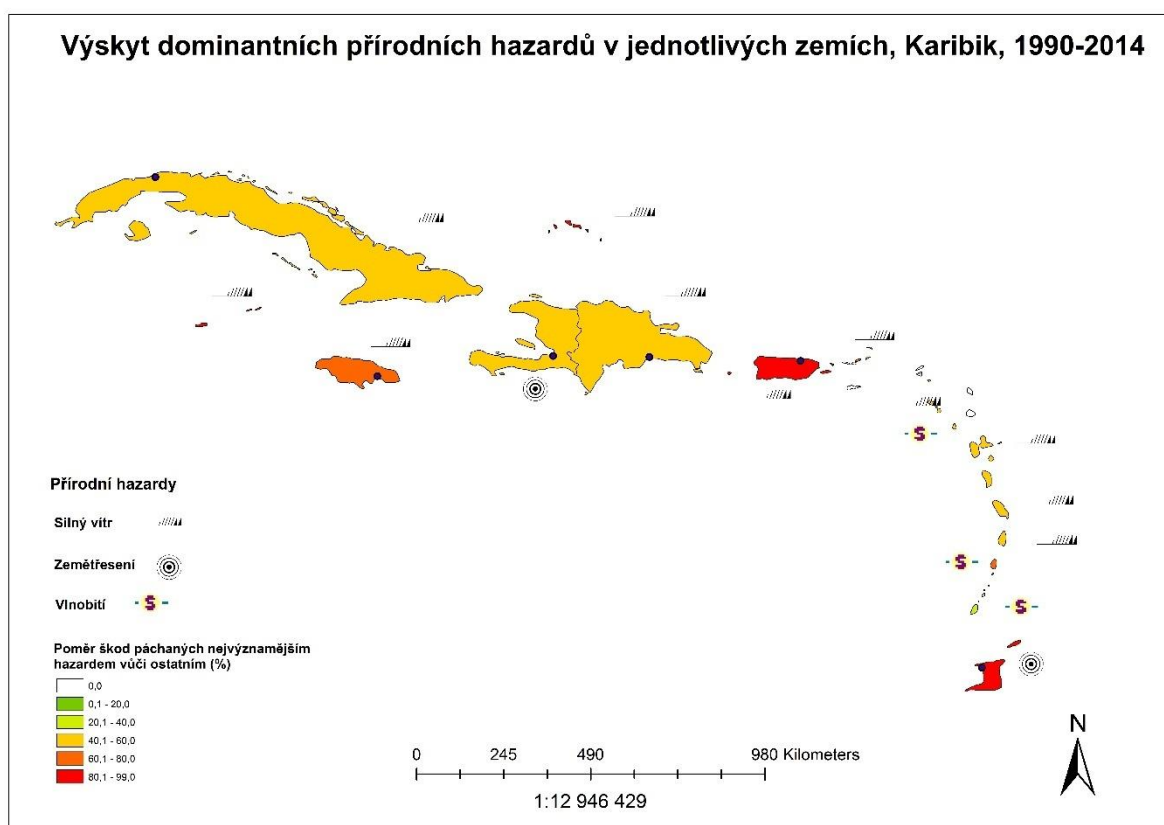 Výskyt dominantních přírodních hazardů v jednotlivých zemích, Karibik, 1990-2014
Přírodní hazardy
Silný vítr
Zemětřesení
Vlnobití
S
S
S
S
Poměr škod páchaných nejvýznamějším
hazardem vůči ostatním (%)
0,0
0,1 - 20,0
20,1 - 40,0
40,1 - 60,0
60,1 - 80,0
80,1 - 99,0
0 245 490 980 Kilometers
1:12 946 429
N